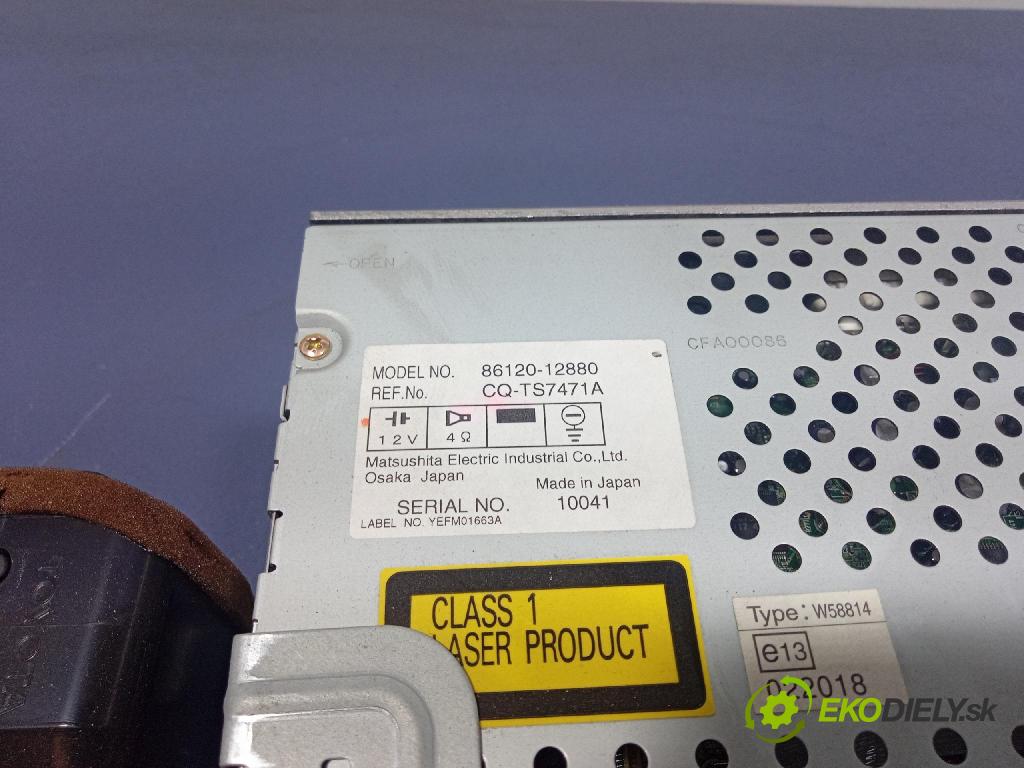 OPEN
CFA00086
MODEL NO. 86120-12880
REF.No. CQ-TS7471A
12V 4Ω
Matsushita Electric Industrial Co.,Ltd.
Osaka Japan
Made in Japan
SERIAL NO. 10041
LABEL NO. YEFM01663A
CLASS 1
LASER PRODUCT
Type: W58814
e13
022018
EKODIELY.sk